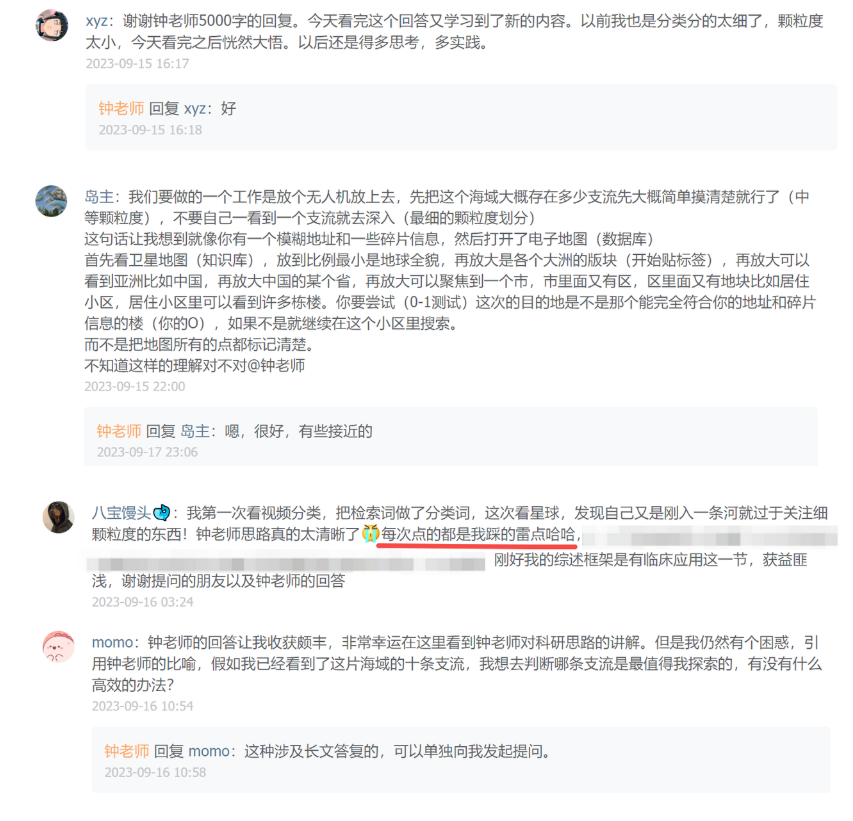 xyz：谢谢钟老师5000字的回复。今天看完这个回答又学习到了新的内容。以前我也是分类分的太细了，颗粒度
太小，今天看完之后恍然大悟。以后还是得多思考，多实践。
2023-09-15 16:17
钟老师 回复 xyz：好
2023-09-15 16:18
岛主：我们要做的一个工作是放个无人机放上去，先把这个海域大概存在多少支流先大概简单摸清楚就行了（中
等颗粒度），不要自己一看到一个支流就去深入（最细的颗粒度划分）
这句话让我想到就像你有一个模糊地址和一些碎片信息，然后打开了电子地图（数据库）
首先看卫星地图（知识库），放到比例最小是地球全貌，再放大是各个大洲的版块（开始贴标签），再放大可以
看到亚洲比如中国，再放大中国的某个省，再放大可以聚焦到一个市，市里面又有区，区里面又有地块比如居住
小区，居住小区里可以看到许多栋楼。你要尝试（0-1测试）这次的目的地是不是那个能完全符合你的地址和碎片
信息的楼（你的O），如果不是就继续在这个小区里搜索。
而不是把地图所有的点都标记清楚。
不知道这样的理解对不对@钟老师
2023-09-15 22:00
钟老师 回复 岛主：嗯，很好，有些接近的
2023-09-17 23:06
八宝馒头：我第一次看视频分类，把检索词做了分类词，这次看星球，发现自己又是刚入一条河就过于关注细
颗粒度的东西！钟老师思路真的太清晰了😭每次点的都是我踩的雷点哈哈，
刚好我的综述框架是有临床应用这一节，获益匪
浅，谢谢提问的朋友以及钟老师的回答
2023-09-16 03:24
momo：钟老师的回答让我收获颇丰，非常幸运在这里看到钟老师对科研思路的讲解。但是我仍然有个困惑，引
用钟老师的比喻，假如我已经看到了这片海域的十条支流，我想去判断哪条支流是最值得我探索的，有没有什么
高效的办法？
2023-09-16 10:54
钟老师 回复 momo：这种涉及长文答复的，可以单独向我发起提问。
2023-09-16 10:58